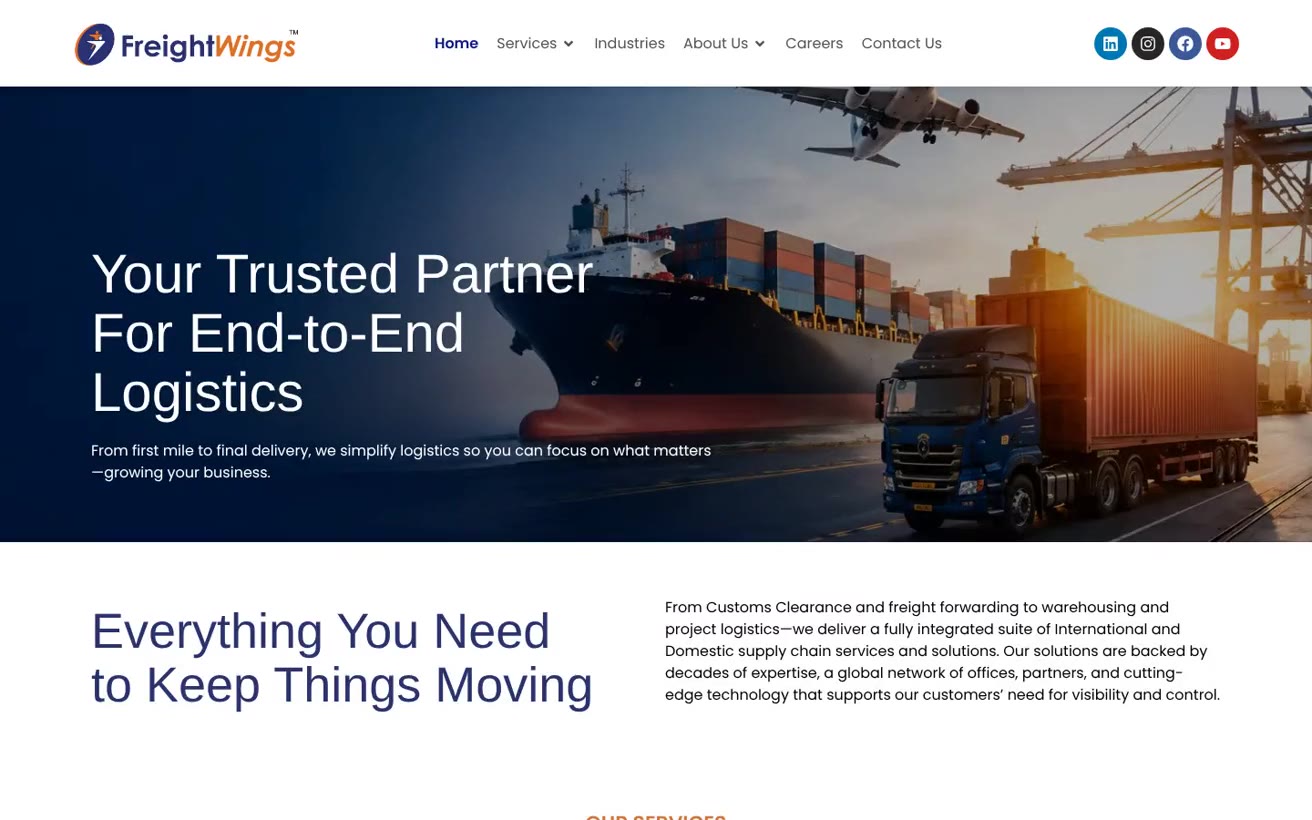 FreightWings™
Home Services Industries About Us Careers Contact Us
Your Trusted Partner
For End-to-End
Logistics
From first mile to final delivery, we simplify logistics so you can focus on what matters
—growing your business.
Everything You Need
to Keep Things Moving
From Customs Clearance and freight forwarding to warehousing and
project logistics—we deliver a fully integrated suite of International and
Domestic supply chain services and solutions. Our solutions are backed by
decades of expertise, a global network of offices, partners, and cutting-
edge technology that supports our customers’ need for visibility and control.
OUR SERVICES